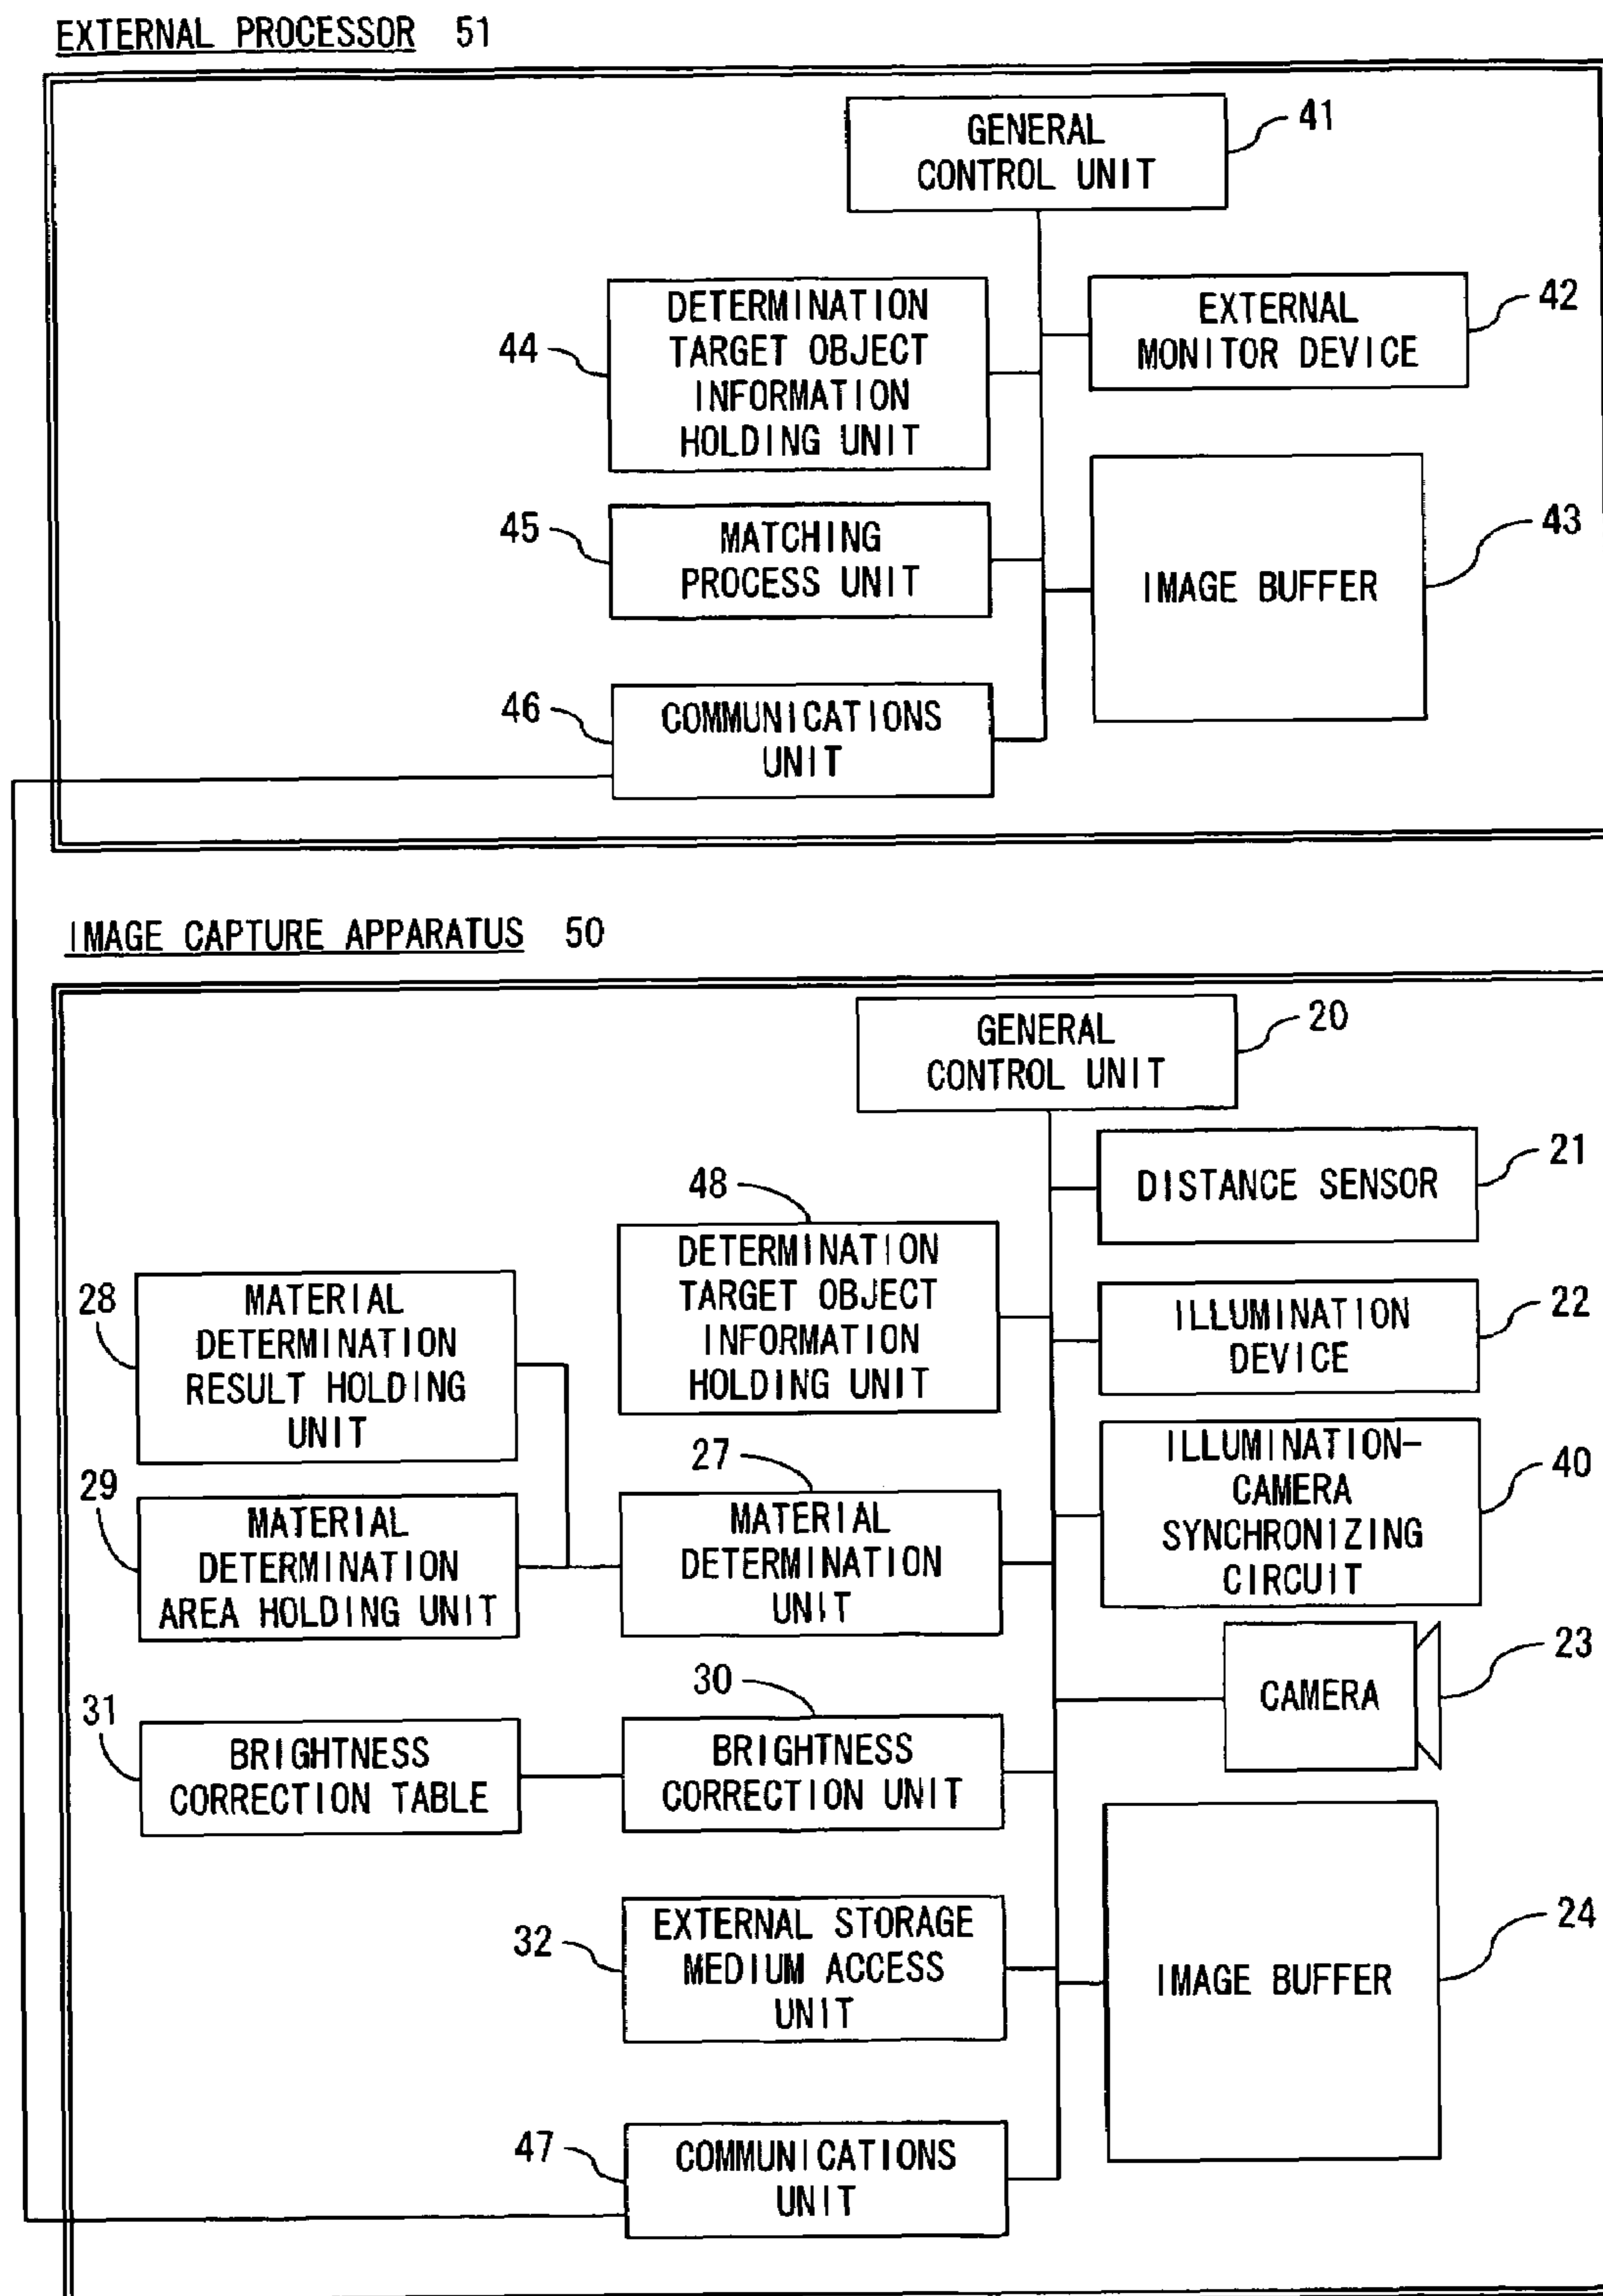 EXTERNAL PROCESSOR 51
GENERAL
CONTROL UNIT
41
DETERMINATION
TARGET OBJECT
INFORMATION
HOLDING UNIT
44
EXTERNAL
MONITOR DEVICE
42
MATCHING
PROCESS UNIT
45
IMAGE BUFFER
43
COMMUNICATIONS
UNIT
46
IMAGE CAPTURE APPARATUS 50
GENERAL
CONTROL UNIT
20
DISTANCE SENSOR
21
48
DETERMINATION
TARGET OBJECT
INFORMATION
HOLDING UNIT
28
MATERIAL
DETERMINATION
RESULT HOLDING
UNIT
ILLUMINATION
DEVICE
22
ILLUMINATION-
CAMERA
SYNCHRONIZING
CIRCUIT
40
29
MATERIAL
DETERMINATION
AREA HOLDING UNIT
27
MATERIAL
DETERMINATION
UNIT
CAMERA
23
31
BRIGHTNESS
CORRECTION TABLE
30
BRIGHTNESS
CORRECTION UNIT
32
EXTERNAL STORAGE
MEDIUM ACCESS
UNIT
IMAGE BUFFER
24
47
COMMUNICATIONS
UNIT